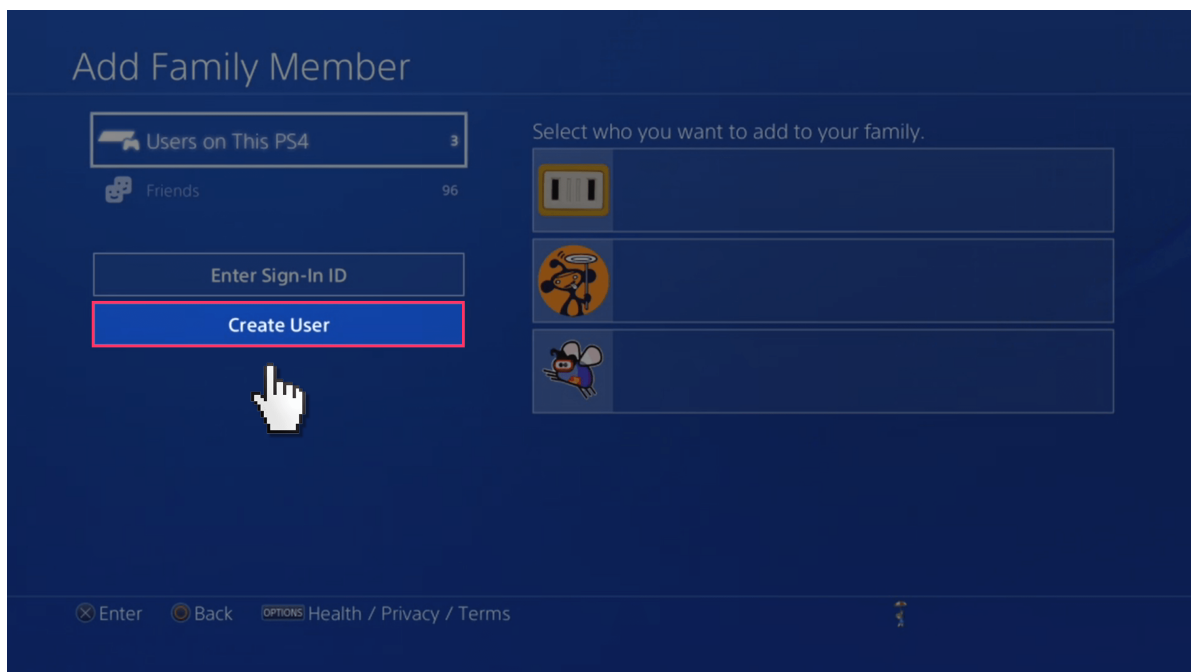 Add Family Member
Users on This PS4 3
Friends 96
Enter Sign-In ID
Create User
Select who you want to add to your family.
Enter Back OPTIONS Health / Privacy / Terms